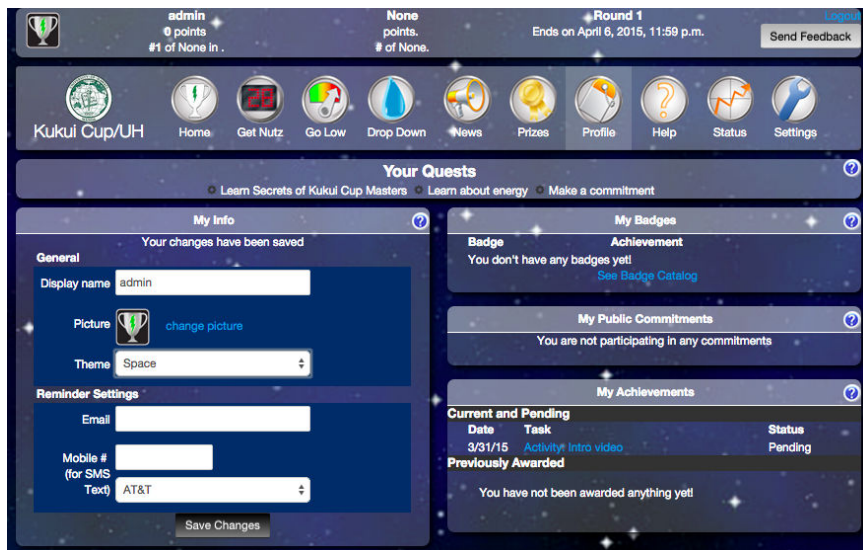 admin
0 points
#1 of None in .
None
points.
# of None.
Round 1
Ends on April 6, 2015, 11:59 p.m.
Logout
Send Feedback
Kukui Cup/UH
Home
Get Nutz
Go Low
Drop Down
News
Prizes
Profile
Help
Status
Settings
Your Quests
Learn Secrets of Kukui Cup Masters Learn about energy Make a commitment
My Info
Your changes have been saved
General
Display name admin
Picture change picture
Theme Space
Reminder Settings
Email
Mobile #
(for SMS
Text) AT&T
Save Changes
My Badges
Badge Achievement
You don't have any badges yet!
See Badge Catalog
My Public Commitments
You are not participating in any commitments
My Achievements
Current and Pending
Date Task Status
3/31/15 Activity: Intro video Pending
Previously Awarded
You have not been awarded anything yet!